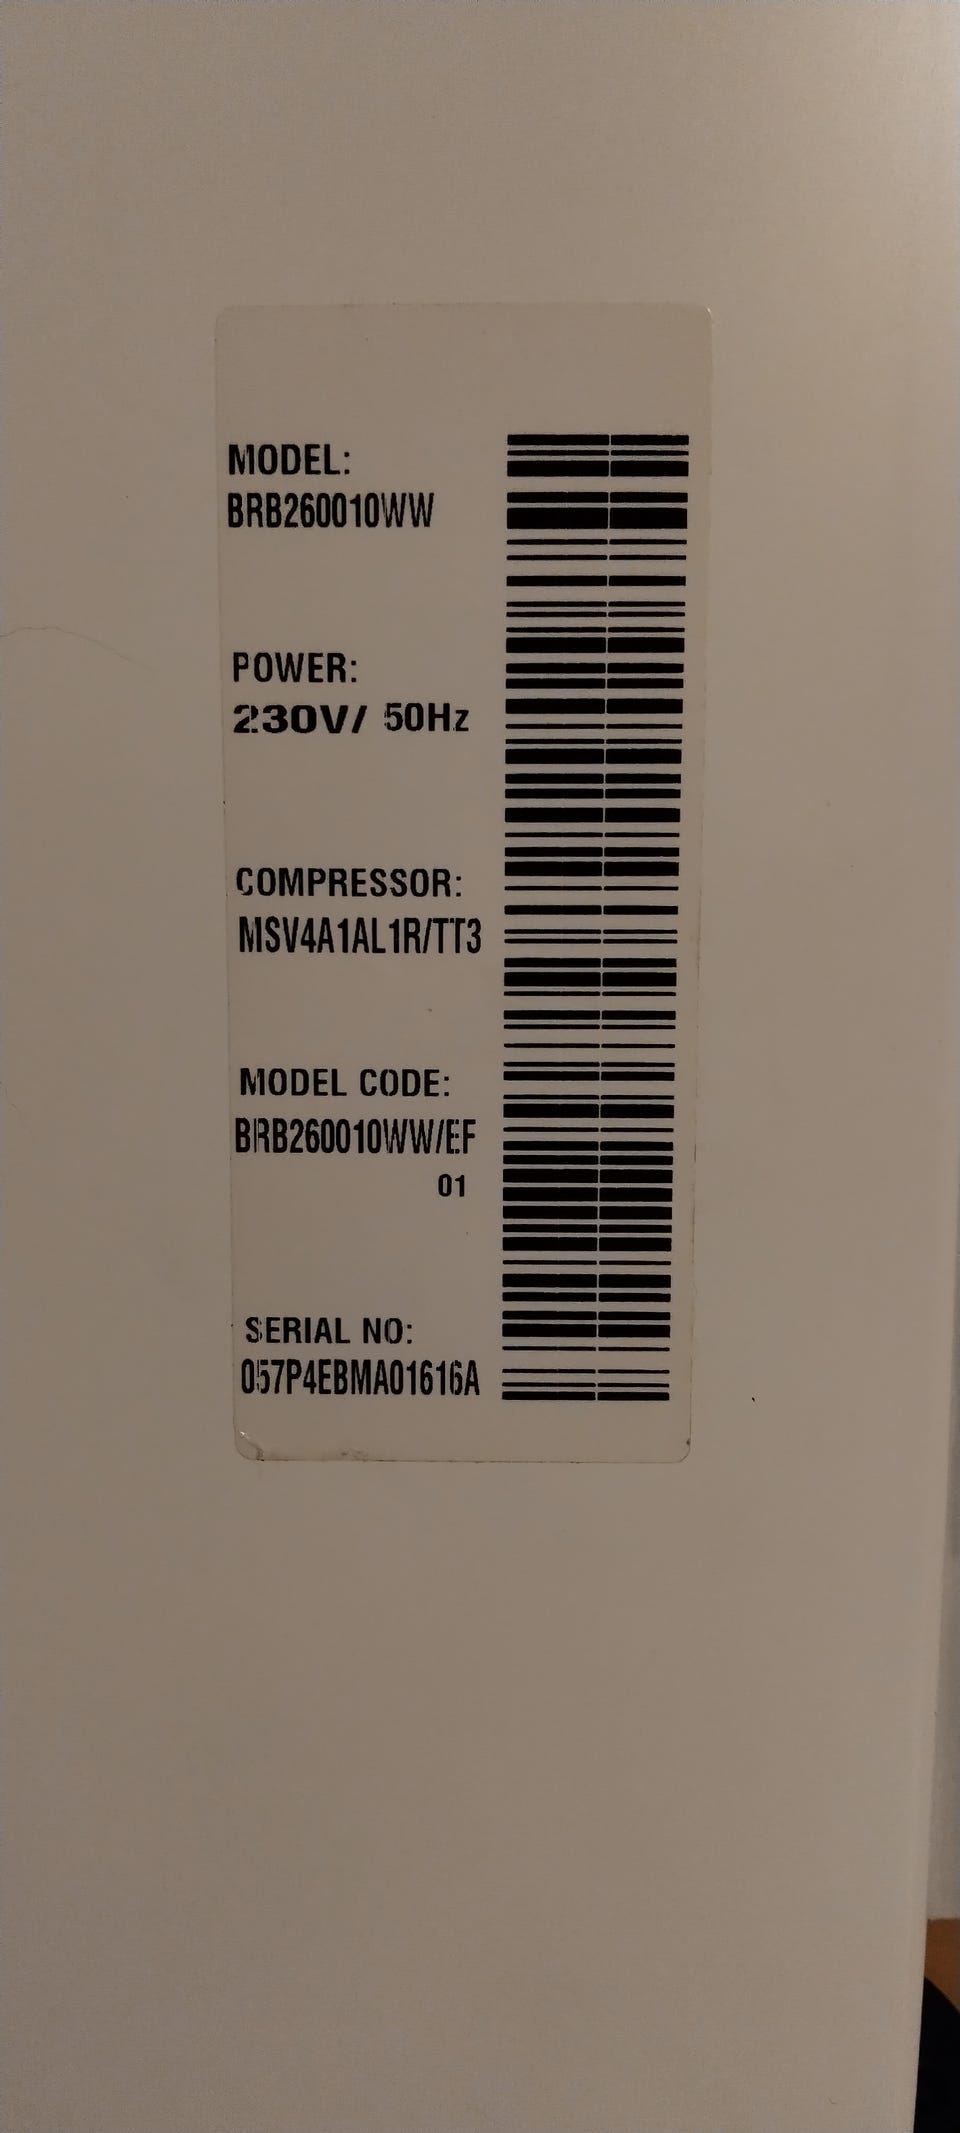 MODEL:
BRB260010WW
POWER:
230V/ 50Hz
COMPRESSOR:
MSV4A1AL1R/TT3
MODEL CODE:
BRB260010WW/EF
01
SERIAL NO:
057P4EBMA01616A